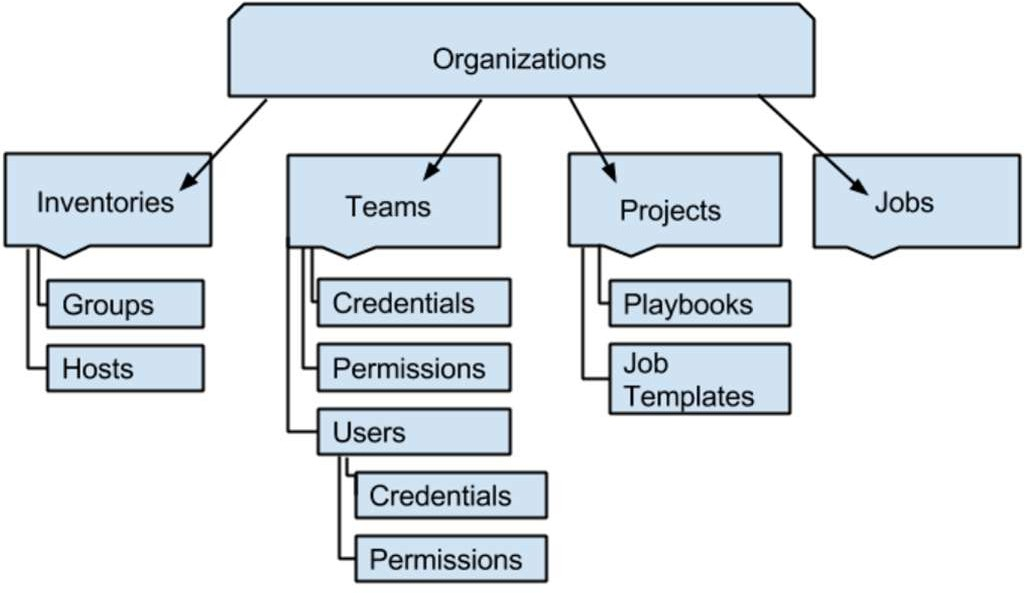 Organizations
Inventories
Teams
Projects
Jobs
Groups
Hosts
Credentials
Permissions
Users
Credentials
Permissions
Playbooks
Job
Templates